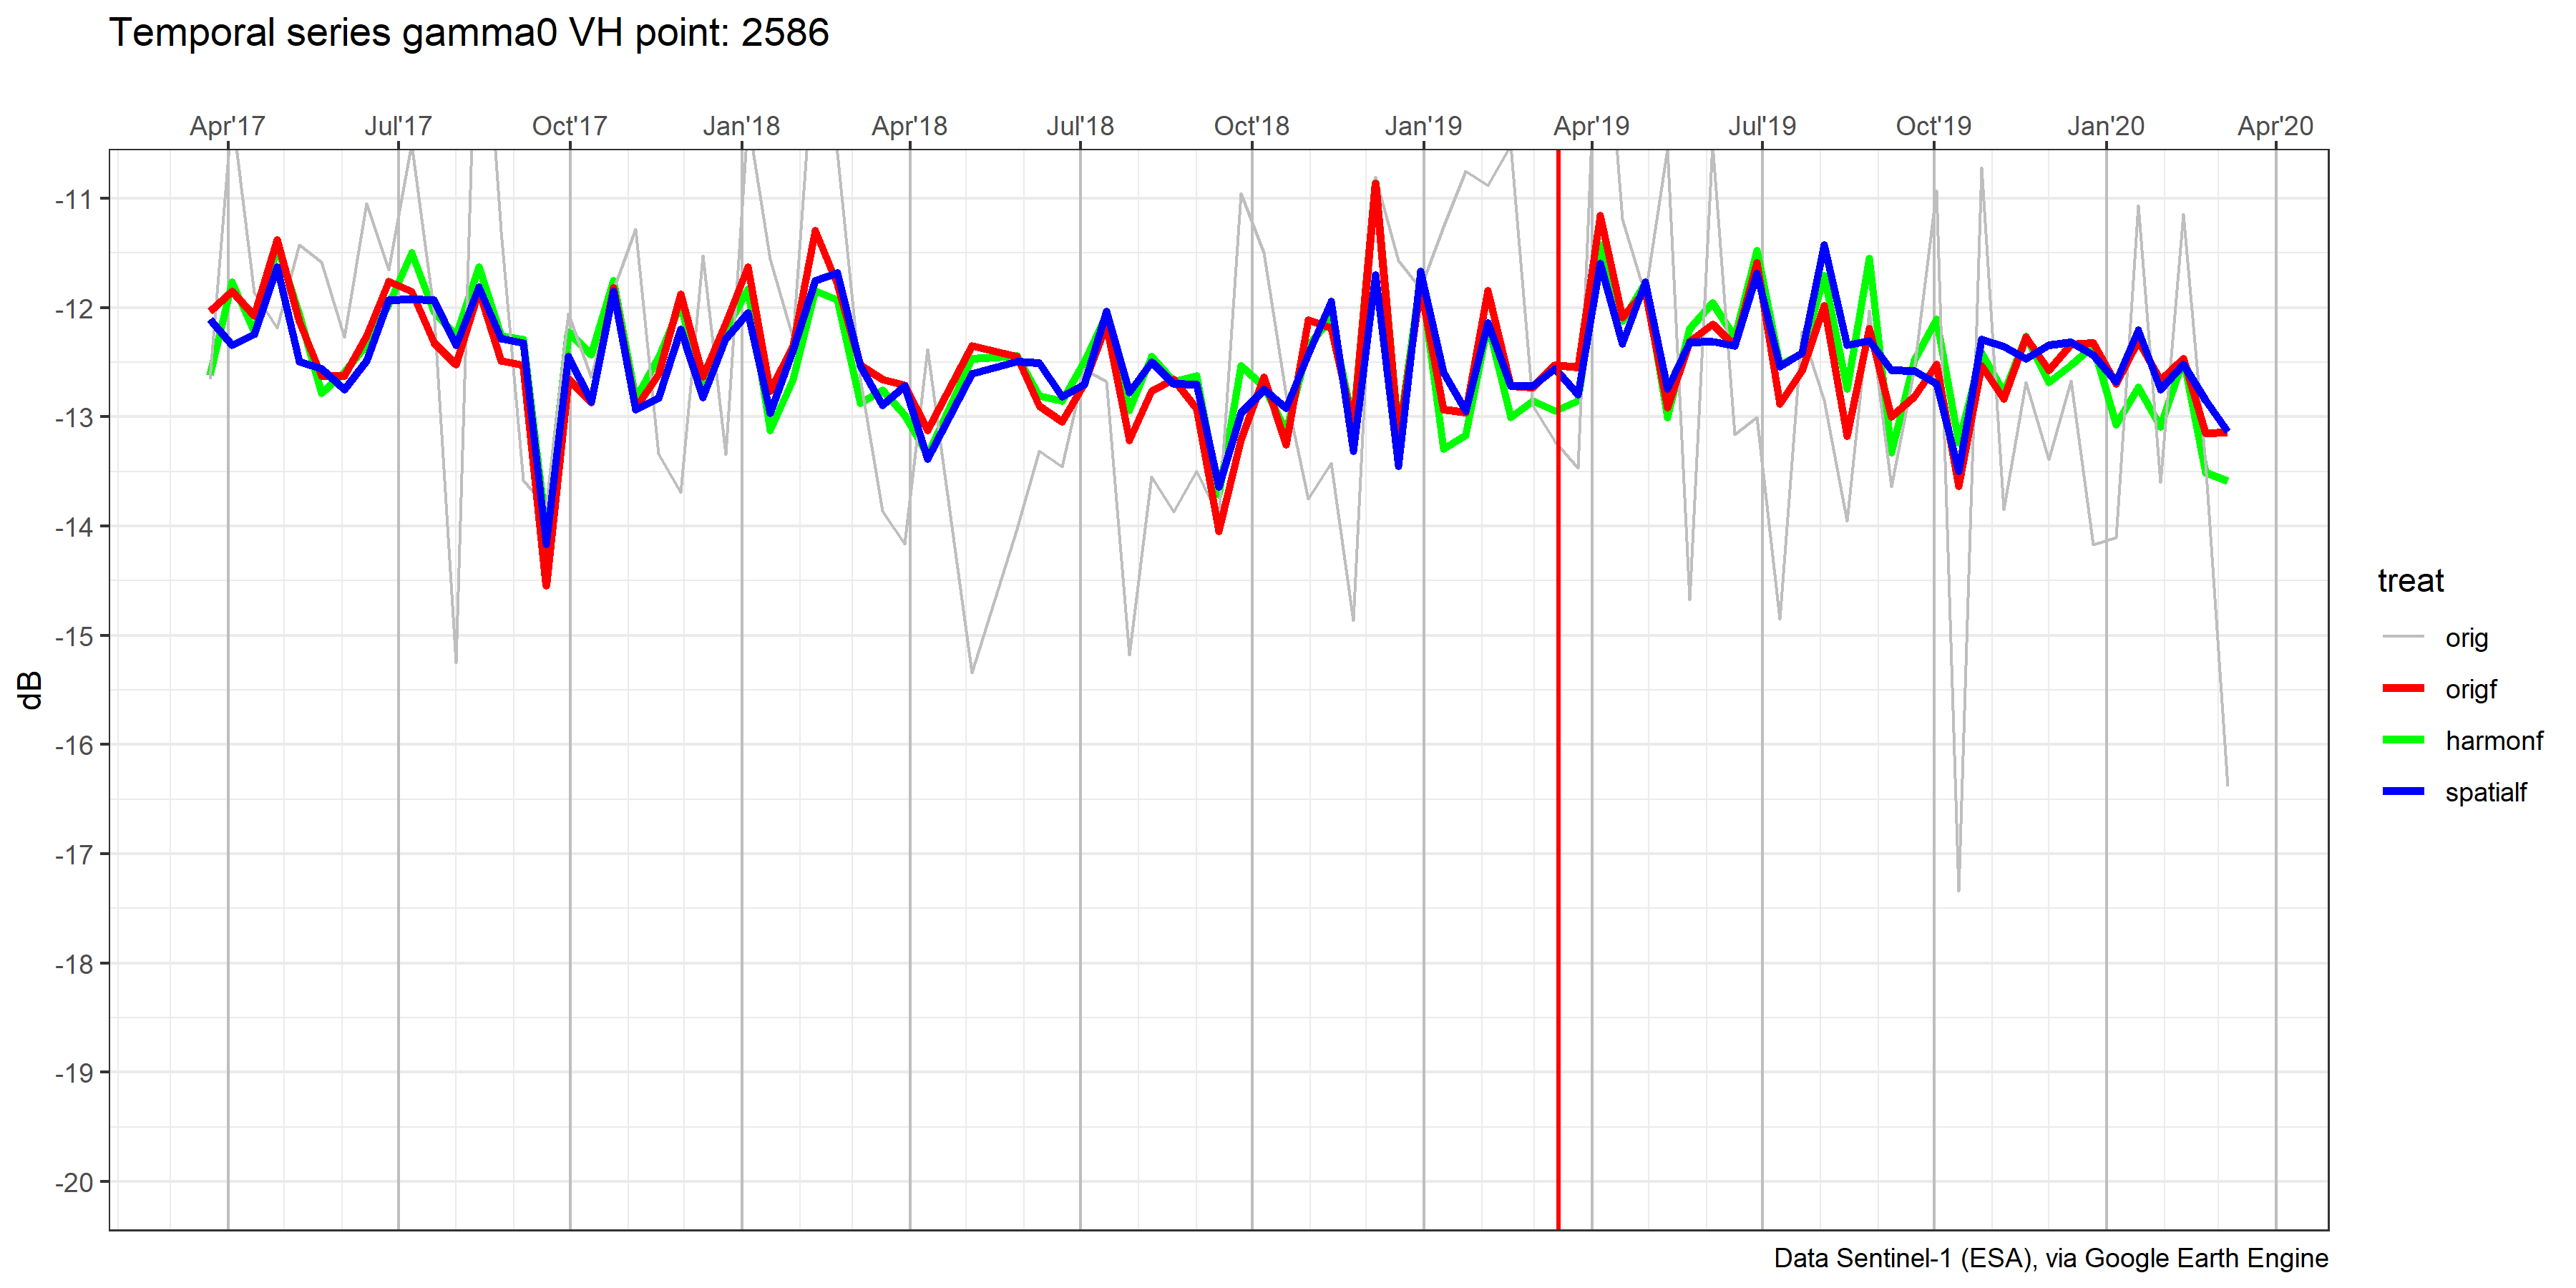 Temporal series gamma0 VH point: 2586
Apr'17 Jul'17 Oct'17 Jan'18 Apr'18 Jul'18 Oct'18 Jan'19 Apr'19 Jul'19 Oct'19 Jan'20 Apr'20
-11
-12
-13
-14
-15
-16
-17
-18
-19
-20
dB
treat
orig
origf
harmonf
spatialf
Data Sentinel-1 (ESA), via Google Earth Engine